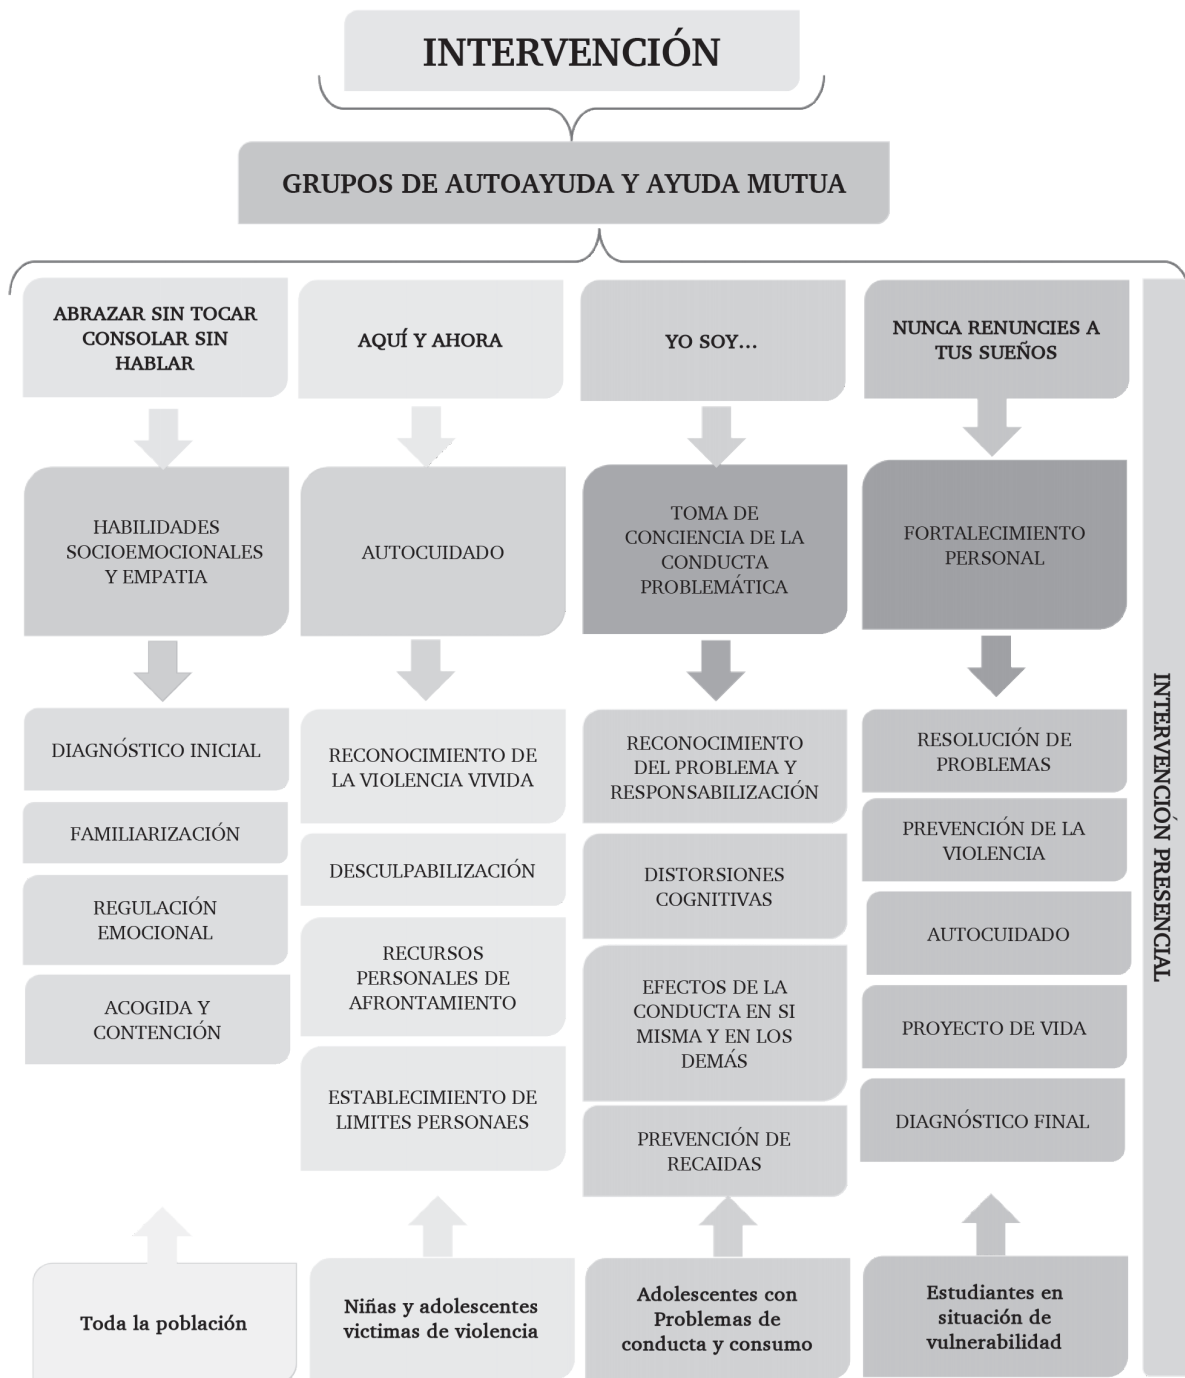 INTERVENCIÓN
GRUPOS DE AUTOAYUDA Y AYUDA MUTUA
ABRAZAR SIN TOCAR
CONSOLAR SIN
HABLAR
HABILIDADES
SOCIOEMOCIONALES
Y EMPATIA
DIAGNÓSTICO INICIAL
FAMILIARIZACIÓN
REGULACIÓN
EMOCIONAL
ACOGIDA Y
CONTENCIÓN
Toda la población
AQUÍ Y AHORA
AUTOCUIDADO
RECONOCIMIENTO DE
LA VIOLENCIA VIVIDA
DESCULPABILIZACIÓN
RECURSOS
PERSONALES DE
AFRONTAMIENTO
ESTABLECIMIENTO DE
LIMITES PERSONAES
Niñas y adolescentes
victimas de violencia
YO SOY...
TOMA DE
CONCIENCIA DE LA
CONDUCTA
PROBLEMÁTICA
RECONOCIMIENTO
DEL PROBLEMA Y
RESPONSABILIZACIÓN
DISTORSIONES
COGNITIVAS
EFECTOS DE LA
CONDUCTA EN SI
MISMA Y EN LOS
DEMÁS
PREVENCIÓN DE
RECAIDAS
Adolescentes con
Problemas de
conducta y consumo
NUNCA RENUNCIES A
TUS SUEÑOS
FORTALECIMIENTO
PERSONAL
RESOLUCIÓN DE
PROBLEMAS
PREVENCIÓN DE LA
VIOLENCIA
AUTOCUIDADO
PROYECTO DE VIDA
DIAGNÓSTICO FINAL
Estudiantes en
situación de
vulnerabilidad
INTERVENCIÓN PRESENCIAL